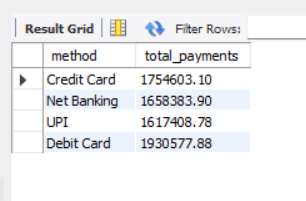 Result Grid Filter Rows:
method total_payments
Credit Card 1754603.10
Net Banking 1658383.90
UPI 1617408.78
Debit Card 1930577.88